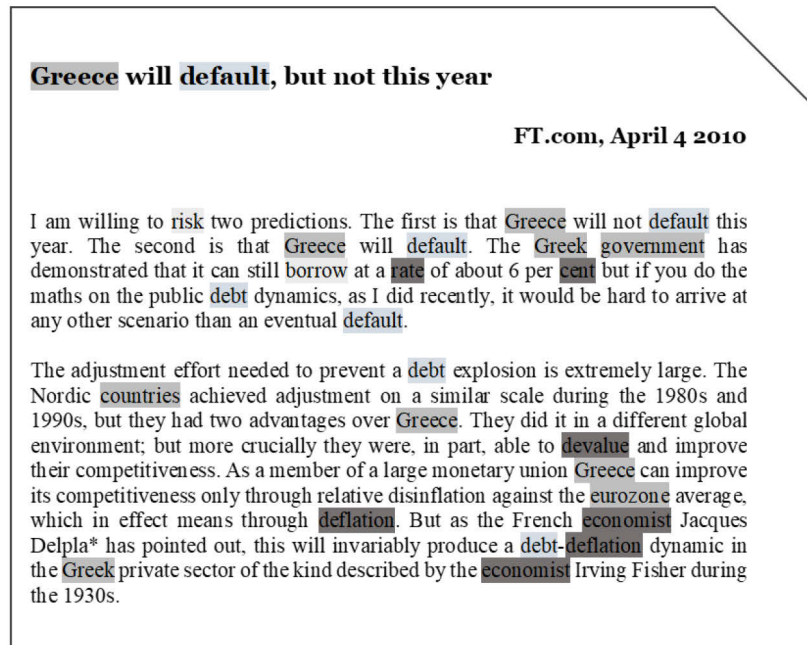 Greece will default, but not this year
FT.com, April 4 2010
I am willing to risk two predictions. The first is that Greece will not default this
year. The second is that Greece will default. The Greek government has
demonstrated that it can still borrow at a rate of about 6 per cent but if you do the
maths on the public debt dynamics, as I did recently, it would be hard to arrive at
any other scenario than an eventual default.
The adjustment effort needed to prevent a debt explosion is extremely large. The
Nordic countries achieved adjustment on a similar scale during the 1980s and
1990s, but they had two advantages over Greece. They did it in a different global
environment; but more crucially they were, in part, able to devalue and improve
their competitiveness. As a member of a large monetary union Greece can improve
its competitiveness only through relative disinflation against the eurozone average,
which in effect means through deflation. But as the French economist Jacques
Delpla* has pointed out, this will invariably produce a debt-deflation dynamic in
the Greek private sector of the kind described by the economist Irving Fisher during
the 1930s.